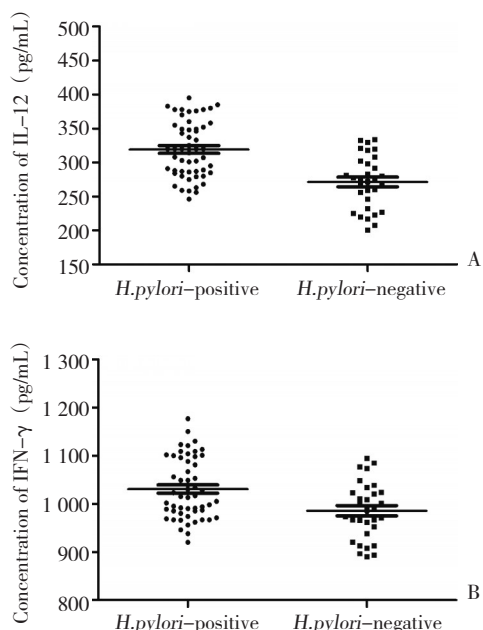 Concentration of IL-12 (pg/mL)
500
450
400
350
300
250
200
150
H.pylori-positive
H.pylori-negative
A
Concentration of IFN-γ (pg/mL)
1 300
1 200
1 100
1 000
900
800
H.pylori-positive
H.pylori-negative
B